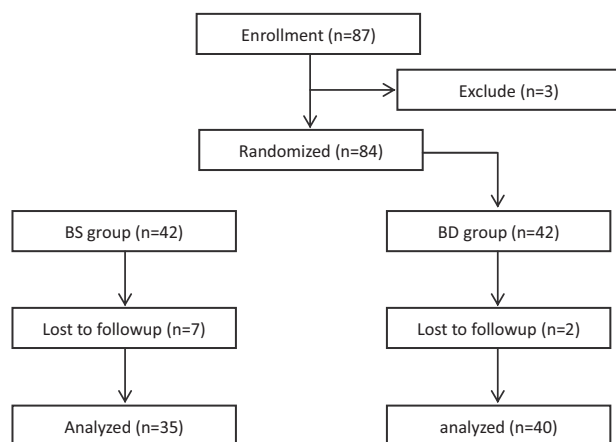 Enrollment (n=87)
Exclude (n=3)
Randomized (n=84)
BS group (n=42)
BD group (n=42)
Lost to followup (n=7)
Lost to followup (n=2)
Analyzed (n=35)
analyzed (n=40)